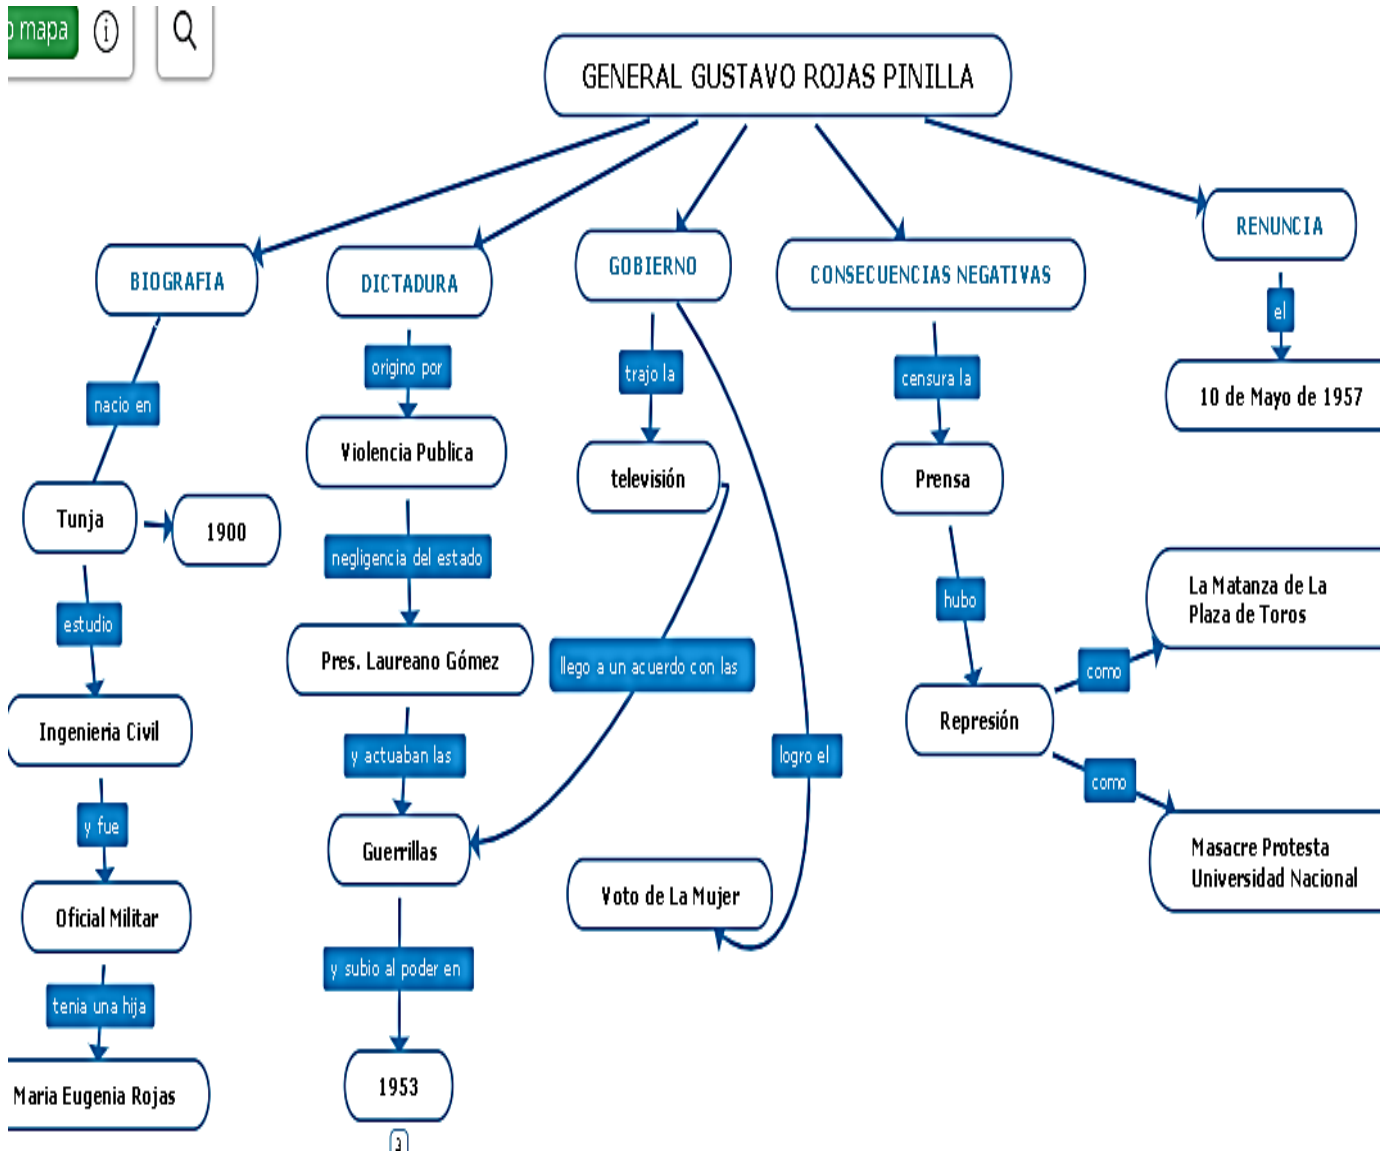 mapa
GENERAL GUSTAVO ROJAS PINILLA
BIOGRAFIA
nacio en
Tunja
1900
estudio
Ingenieria Civil
y fue
Oficial Militar
tenia una hija
Maria Eugenia Rojas
DICTADURA
origino por
Violencia Publica
negligencia del estado
Pres. Laureano Gómez
y actuaban las
Guerrillas
y subio al poder en
1953
3
GOBIERNO
trajo la
televisión
llego a un acuerdo con las
logro el
Voto de La Mujer
CONSECUENCIAS NEGATIVAS
censura la
Prensa
hubo
Represión
como
La Matanza de La
Plaza de Toros
como
Masacre Protesta
Universidad Nacional
RENUNCIA
el
10 de Mayo de 1957